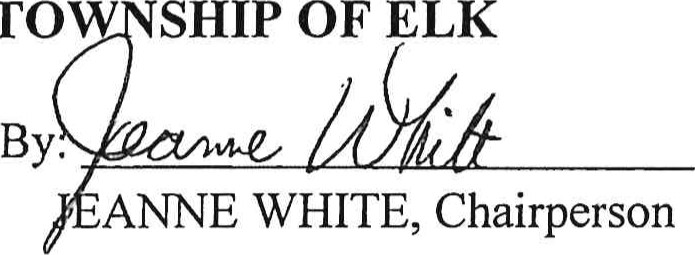 TOWNSHIP OF ELK
By: Jeanne White
JEANNE WHITE, Chairperson